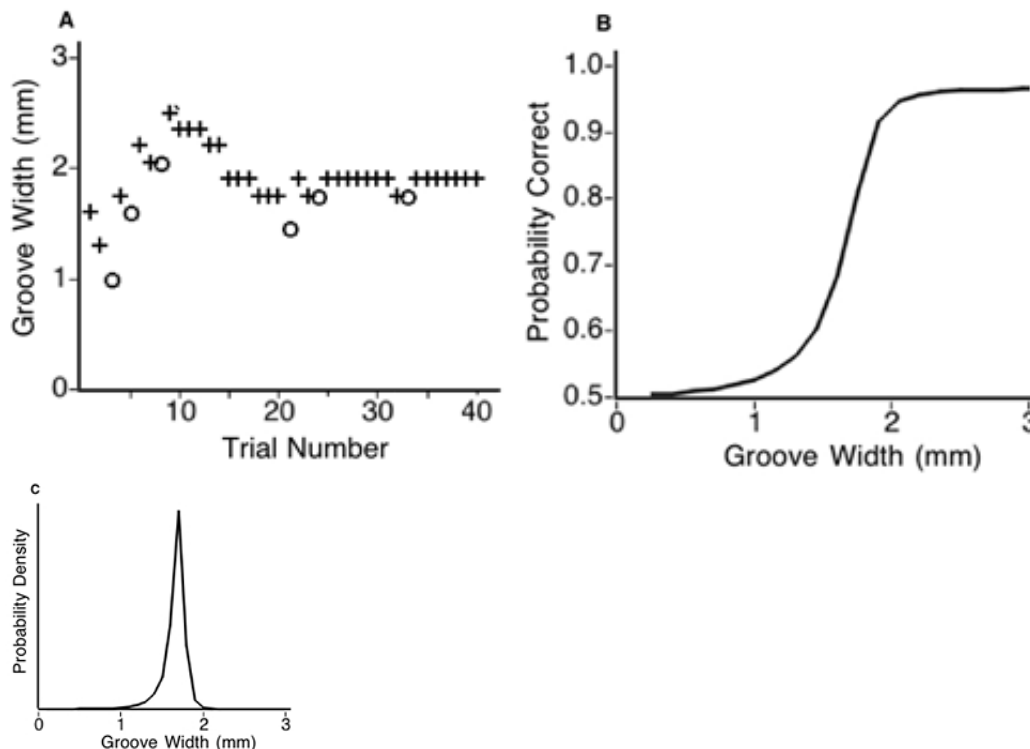 A
Groove Width (mm)
3
2
1
0
10 20 30 40
Trial Number
B
Probability Correct
1.0
0.9
0.8
0.7
0.6
0.5
0 1 2 3
Groove Width (mm)
C
Probability Density
0 1 2 3
Groove Width (mm)